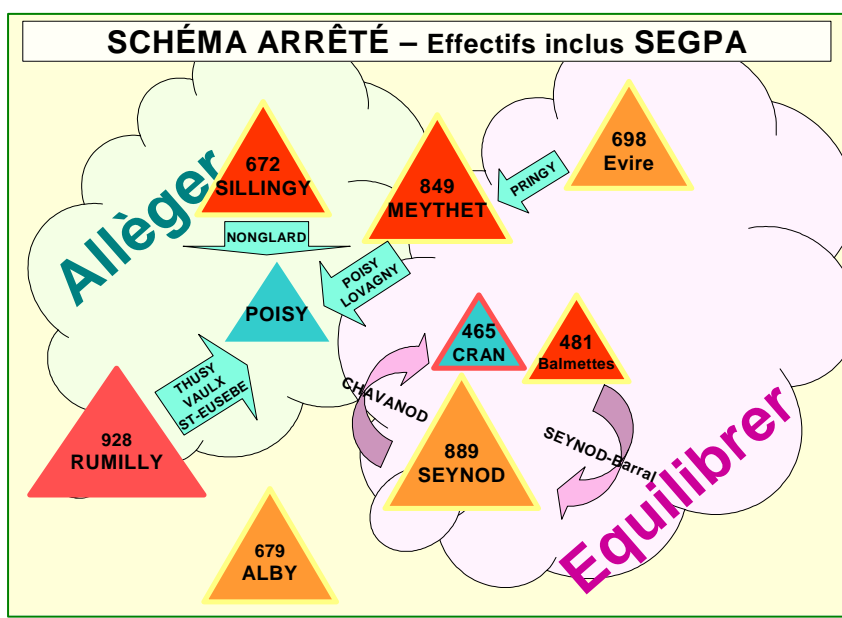 SCHÉMA ARRÊTÉ – Effectifs inclus SEGPA
Allèger
672
SILLINGY
849
MEYTHET
698
Evire
PRINGY
NONGLARD
POISY
LOVAGNY
POISY
465
CRAN
481
Balmettes
THUSY
VAULX
ST-EUSEBE
CHAVANOD
SEYNOD-Barral
928
RUMILLY
889
SEYNOD
Equilibrer
679
ALBY